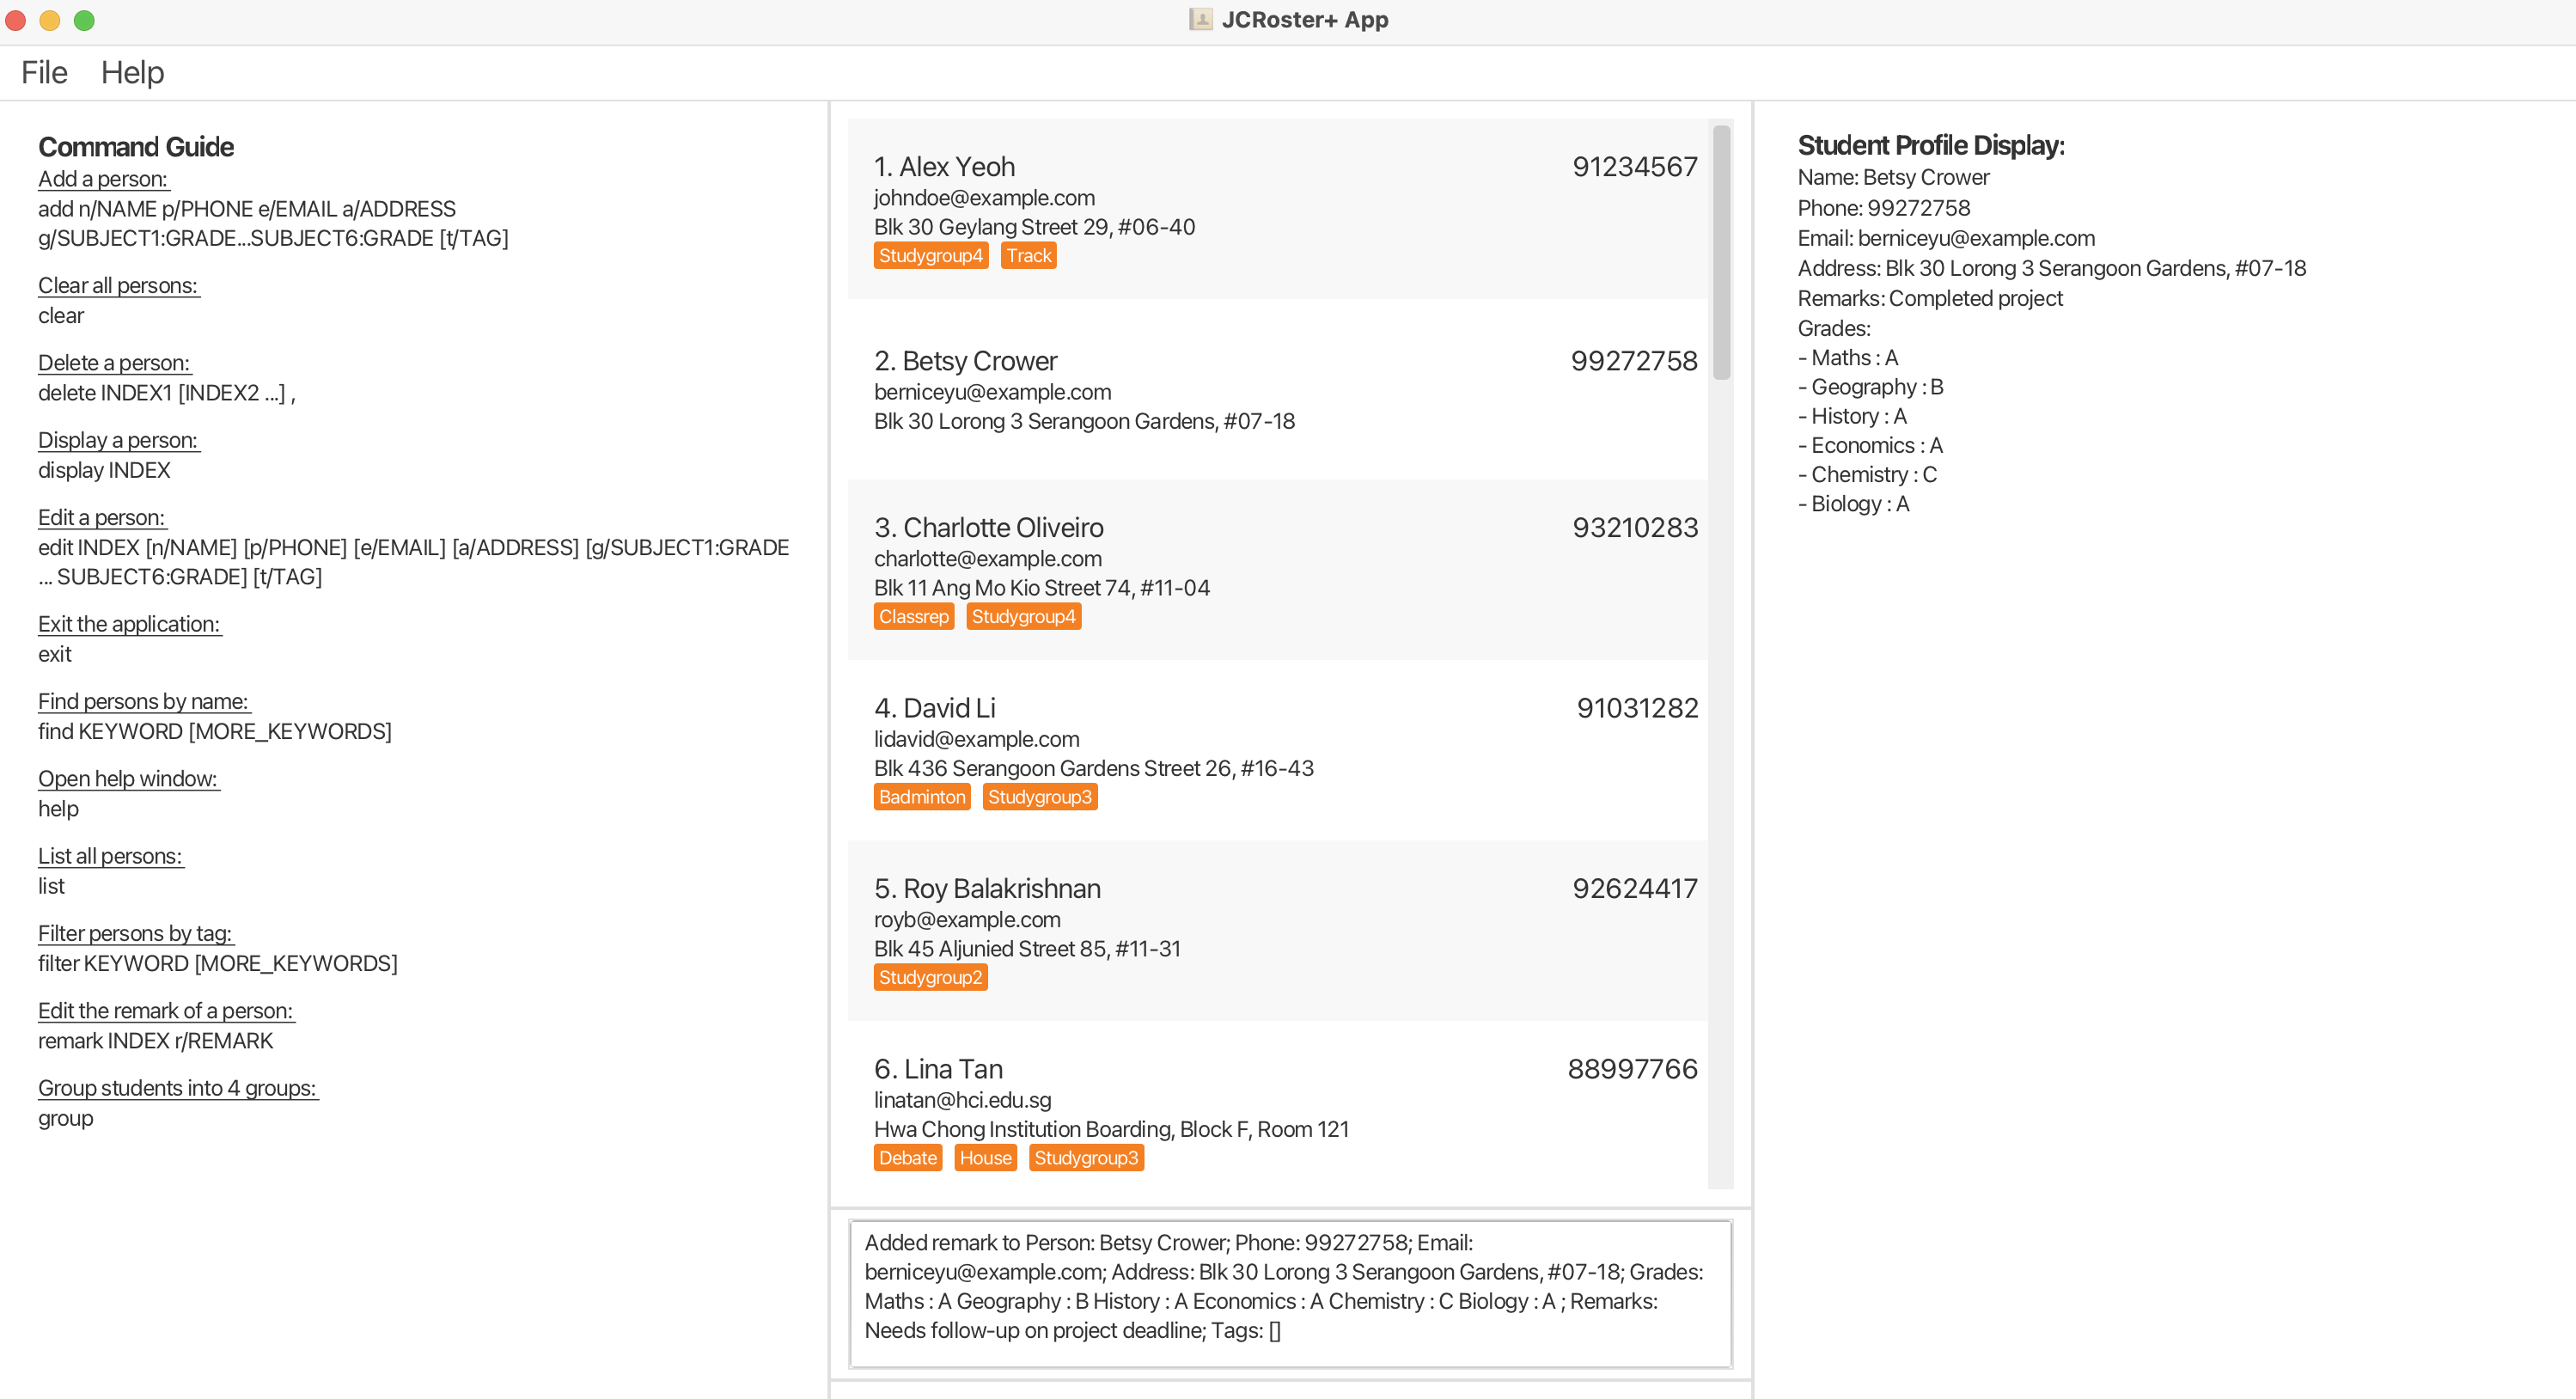 JCRoster+ App
File Help
Command Guide
Add a person:
add n/NAME p/PHONE e/EMAIL a/ADDRESS
g/SUBJECT1:GRADE...SUBJECT6:GRADE [t/TAG]
Clear all persons:
clear
Delete a person:
delete INDEX1 [INDEX2 ...] ,
Display a person:
display INDEX
Edit a person:
edit INDEX [n/NAME] [p/PHONE] [e/EMAIL] [a/ADDRESS] [g/SUBJECT1:GRADE
... SUBJECT6:GRADE] [t/TAG]
Exit the application:
exit
Find persons by name:
find KEYWORD [MORE_KEYWORDS]
Open help window:
help
List all persons:
list
Filter persons by tag:
filter KEYWORD [MORE_KEYWORDS]
Edit the remark of a person:
remark INDEX r/REMARK
Group students into 4 groups:
group
1. Alex Yeoh 91234567
johndoe@example.com
Blk 30 Geylang Street 29, #06-40
Studygroup4 Track
2. Betsy Crower 99272758
berniceyu@example.com
Blk 30 Lorong 3 Serangoon Gardens, #07-18
3. Charlotte Oliveiro 93210283
charlotte@example.com
Blk 11 Ang Mo Kio Street 74, #11-04
Classrep Studygroup4
4. David Li 91031282
lidavid@example.com
Blk 436 Serangoon Gardens Street 26, #16-43
Badminton Studygroup3
5. Roy Balakrishnan 92624417
royb@example.com
Blk 45 Aljunied Street 85, #11-31
Studygroup2
6. Lina Tan 88997766
linatan@hci.edu.sg
Hwa Chong Institution Boarding, Block F, Room 121
Debate House Studygroup3
Added remark to Person: Betsy Crower; Phone: 99272758; Email:
berniceyu@example.com; Address: Blk 30 Lorong 3 Serangoon Gardens, #07-18; Grades:
Maths : A Geography : B History : A Economics : A Chemistry : C Biology : A ; Remarks:
Needs follow-up on project deadline; Tags: []
Student Profile Display:
Name: Betsy Crower
Phone: 99272758
Email: berniceyu@example.com
Address: Blk 30 Lorong 3 Serangoon Gardens, #07-18
Remarks: Completed project
Grades:
- Maths : A
- Geography : B
- History : A
- Economics : A
- Chemistry : C
- Biology : A